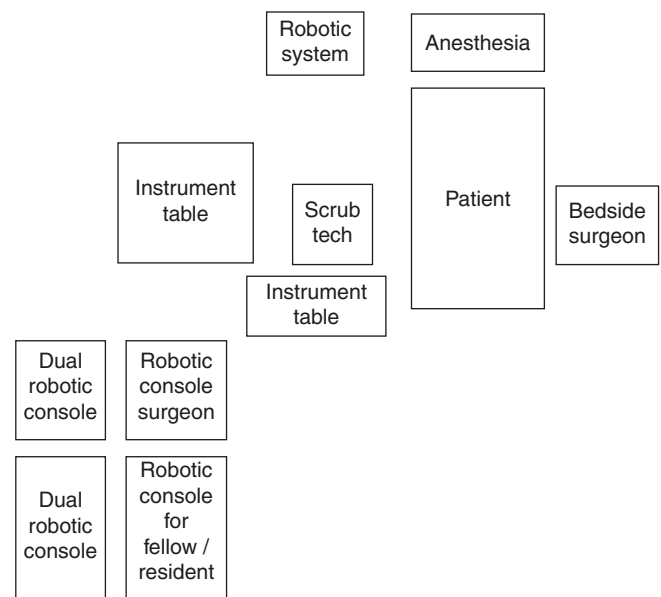 Robotic
system
Anesthesia
Instrument
table
Scrub
tech
Patient
Bedside
surgeon
Instrument
table
Dual
robotic
console
Robotic
console
surgeon
Dual
robotic
console
Robotic
console
for
fellow /
resident